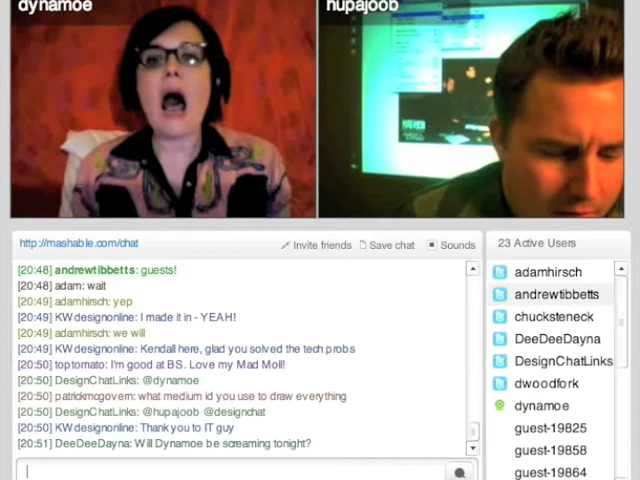 dynamoe
hupajoob
http://mashable.com/chat
Invite friends
Save chat
Sounds
23 Active Users
[20:48] andrewtibbetts: guests!
[20:48] adam: wait
[20:49] adamhirsch: yep
[20:49] KWdesignonline: I made it in - YEAH!
[20:49] adamhirsch: we will
[20:49] KWdesignonline: Kendall here, glad you solved the tech probs
[20:50] toptomato: I'm good at BS. Love my Mad Moll!
[20:50] DesignChatLinks: @dynamoe
[20:50] patrickmcgovern: what medium id you use to draw everything
[20:50] DesignChatLinks: @hupajoob @designchat
[20:50] KWdesignonline: Thank you to IT guy
[20:51] DeeDeeDayna: Will Dynamoe be screaming tonight?
adamhirsch
andrewtibbetts
chucksteneck
DeeDeeDayna
DesignChatLinks
dwoodfork
dynamoe
guest-19825
guest-19858
guest-19864